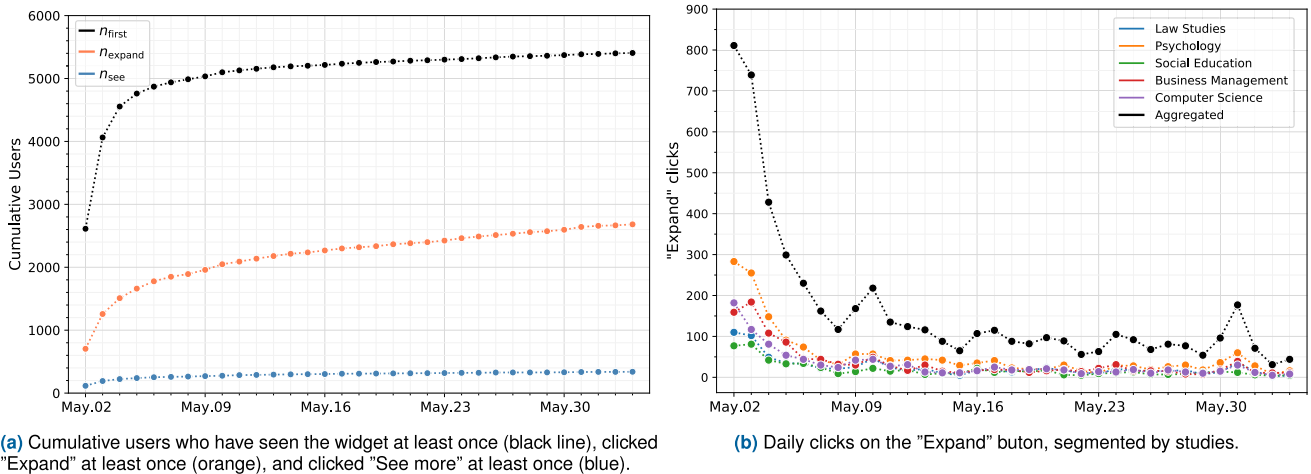 6000
5000
4000
3000
2000
1000
0
Cumulative Users
n_first
n_expand
n_see
May.02
May.09
May.16
May.23
May.30
(a) Cumulative users who have seen the widget at least once (black line), clicked
”Expand” at least once (orange), and clicked ”See more” at least once (blue).
900
800
700
600
500
400
300
200
100
0
"Expand" clicks
Law Studies
Psychology
Social Education
Business Management
Computer Science
Aggregated
May.02
May.09
May.16
May.23
May.30
(b) Daily clicks on the ”Expand” buton, segmented by studies.